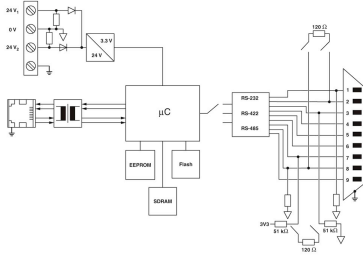 24 V₁
0 V
24 V₂
3.3 V
24 V
120 Ω
μC
RS-232
RS-422
RS-485
1
2
3
4
5
6
7
8
9
EEPROM
Flash
SDRAM
3V3
51 kΩ
51 kΩ
120 Ω